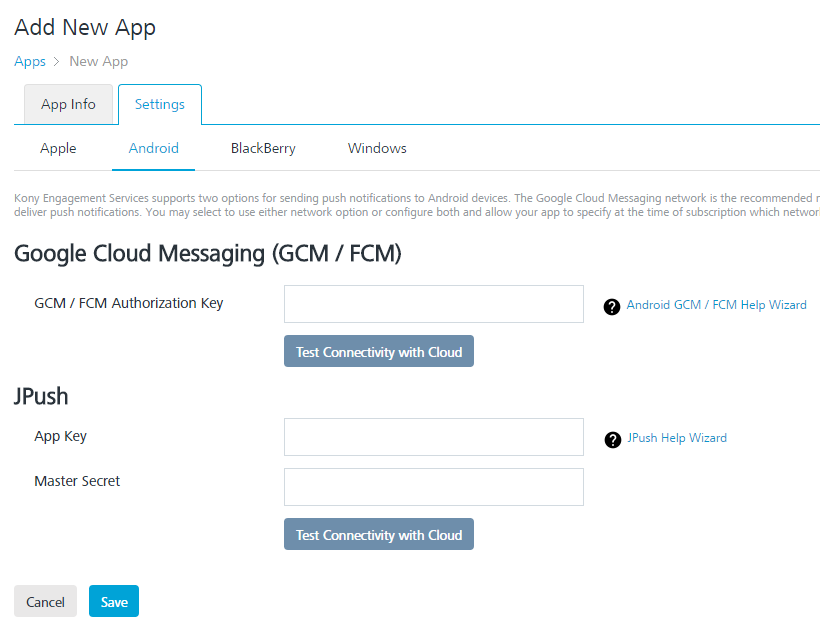 Add New App
Apps > New App
App Info Settings
Apple Android BlackBerry Windows
Kony Engagement Services supports two options for sending push notifications to Android devices. The Google Cloud Messaging network is the recommended
deliver push notifications. You may select to use either network option or configure both and allow your app to specify at the time of subscription which networ
Google Cloud Messaging (GCM / FCM)
GCM / FCM Authorization Key
? Android GCM / FCM Help Wizard
Test Connectivity with Cloud
JPush
App Key
? JPush Help Wizard
Master Secret
Test Connectivity with Cloud
Cancel Save